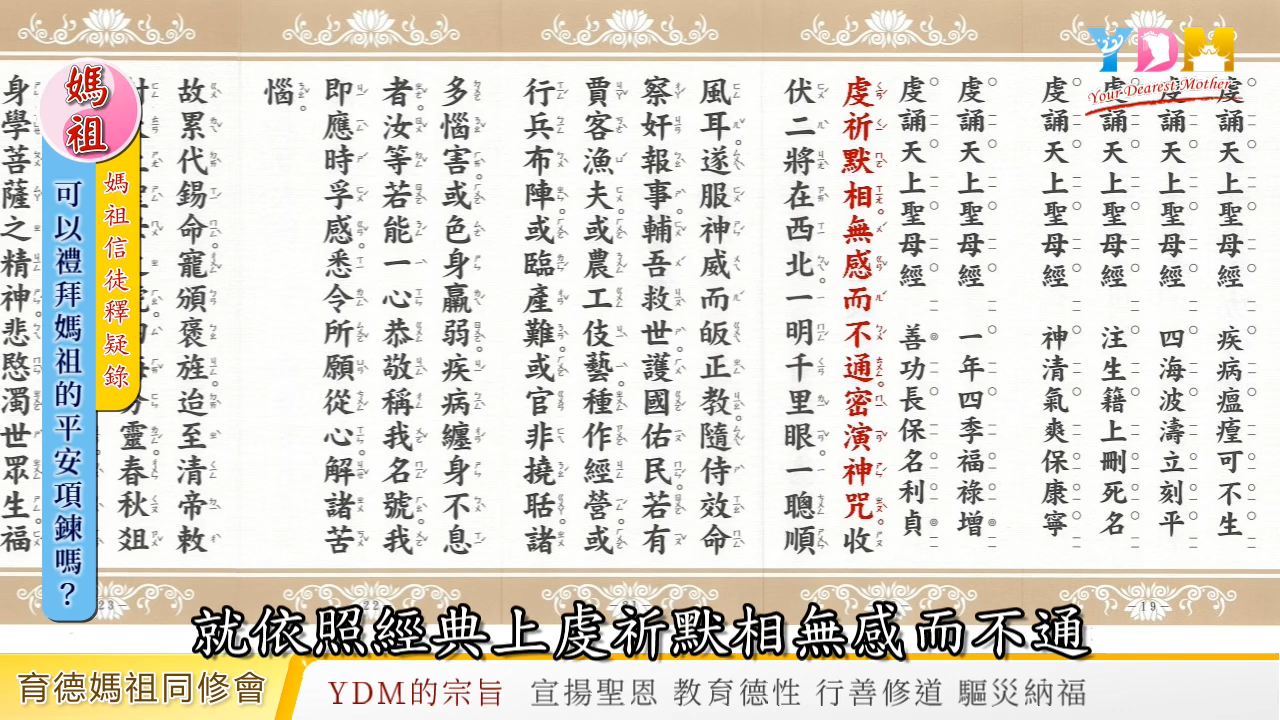 YDM
Your Dearest Mother
虔誦天上聖母經 疾病瘟瘽可不生
虔誦天上聖母經 四海波濤立刻平
虔誦天上聖母經 注生籍上刪死名
虔誦天上聖母經 神清氣爽保康寧
虔誦天上聖母經 一年四季福祿增
虔誦天上聖母經 善功長保名利貞
虔祈默相無感而不通。密演神咒。收
伏二將在西北。一明千里眼。一聰順
風耳。遂服神威而皈正教。隨侍效命
察奸報事。輔吾救世。護國佑民。若有
賈客漁夫。或農工伎藝。種作經營。或
行兵布陣。或臨產難。或官非撓聒。諸
多惱害。或色身羸弱。疾病纏身不息
者。汝等若能一心恭敬。稱我名號。我
即應時孚感。悉令所願從心。解諸苦
惱。
故累代錫命。寵頒褒旌。迨至清帝敕
靈。春秋俎
身學菩薩之精神。悲愍濁世眾生。福
媽祖
媽祖信徒釋疑錄
可以禮拜媽祖的平安項鍊嗎？
23
22
－19－
就依照經典上虔祈默相無感而不通
育德媽祖同修會
YDM的宗旨 宣揚聖恩 教育德性 行善修道 驅災納福